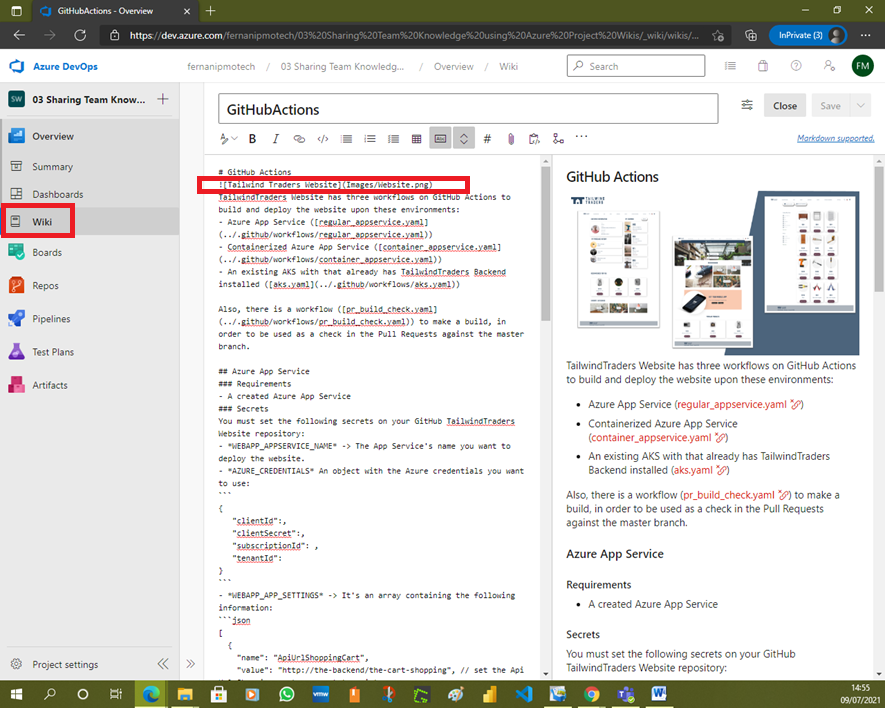 GitHubActions - Overview
https://dev.azure.com/fernanipmotech/03%20Sharing%20Team%20Knowledge%20using%20Azure%20Project%20Wikis/_wiki/wikis/...
InPrivate (3)
Azure DevOps
fernanipmotech / 03 Sharing Team Knowledg... / Overview / Wiki
Search
FM
SW
03 Sharing Team Know...
Overview
Summary
Dashboards
Wiki
Boards
Repos
Pipelines
Test Plans
Artifacts
Project settings
GitHubActions
Close
Save
B I </> # ...
Markdown supported.
# GitHub Actions
![Tailwind Traders Website](Images/Website.png)
TailwindTraders Website has three workflows on GitHub Actions to
build and deploy the website upon these environments:
- Azure App Service ([regular_appservice.yaml]
(../.github/workflows/regular_appservice.yaml))
- Containerized Azure App Service ([container_appservice.yaml]
(../.github/workflows/container_appservice.yaml))
- An existing AKS with that already has TailwindTraders Backend
installed ([aks.yaml](../.github/workflows/aks.yaml))
Also, there is a workflow ([pr_build_check.yaml]
(../.github/workflows/pr_build_check.yaml)) to make a build, in
order to be used as a check in the Pull Requests against the master
branch.
## Azure App Service
### Requirements
- A created Azure App Service
### Secrets
You must set the following secrets on your GitHub TailwindTraders
Website repository:
- *WEBAPP_APPSERVICE_NAME* -> The App Service's name you want to
deploy the website.
- *AZURE_CREDENTIALS* An object with the Azure credentials you want
to use:
```
{
"clientId":,
"clientSecret":,
"subscriptionId": ,
"tenantId":
}
```
- *WEBAPP_APP_SETTINGS* -> It's an array containing the following
information:
```json
[
{
"name": "ApiUrlShoppingCart",
"value": "http://the-backend/the-cart-shopping", // set the Api
GitHub Actions
TAILWIND
TRADERS
TailwindTraders Website has three workflows on GitHub Actions
to build and deploy the website upon these environments:
• Azure App Service (regular_appservice.yaml)
• Containerized Azure App Service
(container_appservice.yaml)
• An existing AKS with that already has TailwindTraders
Backend installed (aks.yaml)
Also, there is a workflow (pr_build_check.yaml) to make a
build, in order to be used as a check in the Pull Requests
against the master branch.
Azure App Service
Requirements
• A created Azure App Service
Secrets
You must set the following secrets on your GitHub
TailwindTraders Website repository:
vmw
14:55
09/07/2021